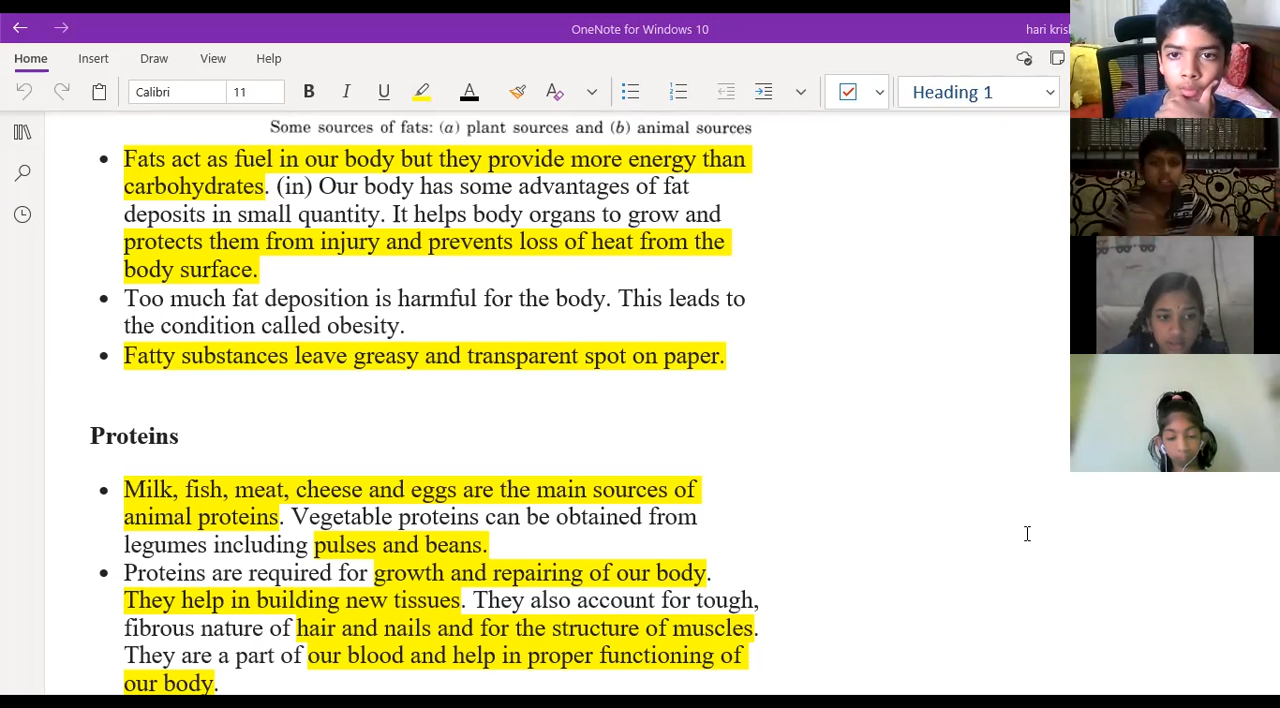 OneNote for Windows 10
hari krish
Home Insert Draw View Help
Calibri 11 B I U A A Heading 1
Some sources of fats: (a) plant sources and (b) animal sources
• Fats act as fuel in our body but they provide more energy than
carbohydrates. (in) Our body has some advantages of fat
deposits in small quantity. It helps body organs to grow and
protects them from injury and prevents loss of heat from the
body surface.
• Too much fat deposition is harmful for the body. This leads to
the condition called obesity.
• Fatty substances leave greasy and transparent spot on paper.
Proteins
• Milk, fish, meat, cheese and eggs are the main sources of
animal proteins. Vegetable proteins can be obtained from
legumes including pulses and beans.
• Proteins are required for growth and repairing of our body.
They help in building new tissues. They also account for tough,
fibrous nature of hair and nails and for the structure of muscles.
They are a part of our blood and help in proper functioning of
our body.